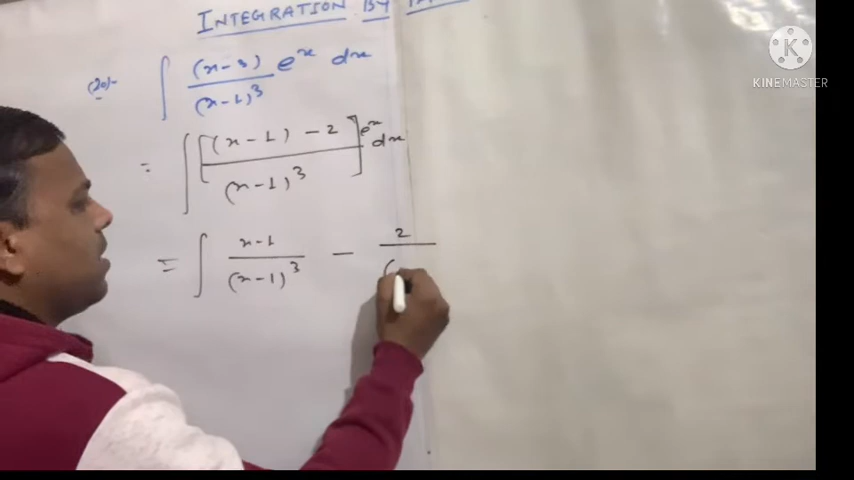 INTEGRATION BY
(20)- ∫ (x-3)/(x-1)³ eˣ dx
= ∫ [((x-1) -2)/(x-1)³] eˣ dx
= ∫ (x-1)/(x-1)³ - 2/(
K
KINEMASTER